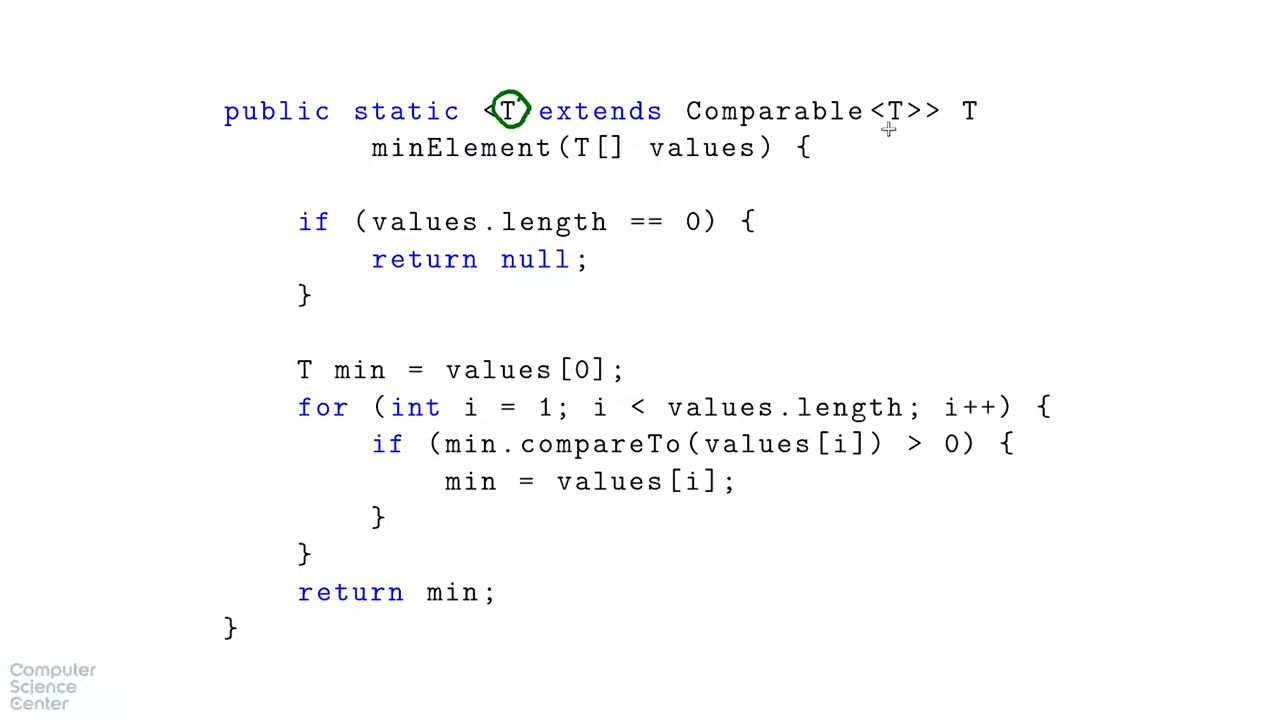 public static <T extends Comparable<T>> T
minElement(T[] values) {
if (values.length == 0) {
return null;
}
T min = values[0];
for (int i = 1; i < values.length; i++) {
if (min.compareTo(values[i]) > 0) {
min = values[i];
}
}
return min;
}
Computer
Science
Center